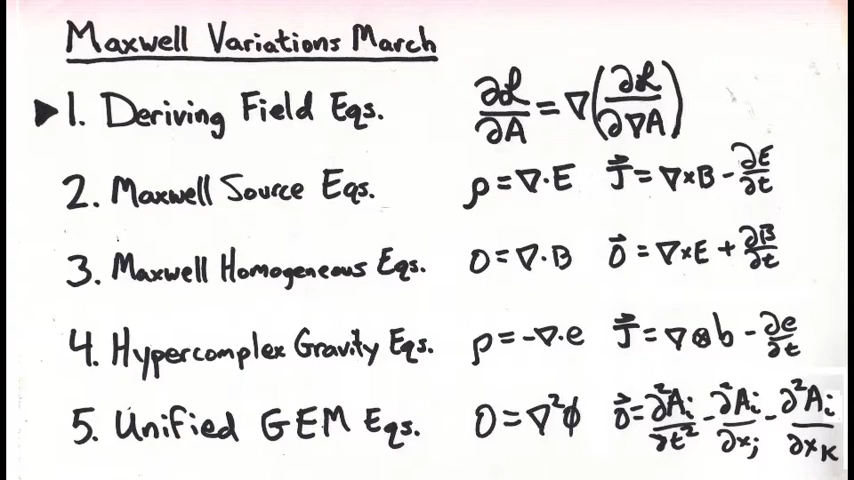 Maxwell Variations March
▶1. Deriving Field Eqs. ∂ℒ/∂A = ∇(∂ℒ/∂∇A)
2. Maxwell Source Eqs. ρ = ∇·E J⃗ = ∇×B - ∂E/∂t
3. Maxwell Homogeneous Eqs. 0 = ∇·B 0⃗ = ∇×E + ∂B/∂t
4. Hypercomplex Gravity Eqs. ρ = -∇·e J⃗ = ∇⊗b - ∂e/∂t
5. Unified GEM Eqs. 0 = ∇²ϕ 0⃗ = ∂²Aᵢ/∂t² - ∂²Aᵢ/∂xⱼ - ∂²Aᵢ/∂x_K